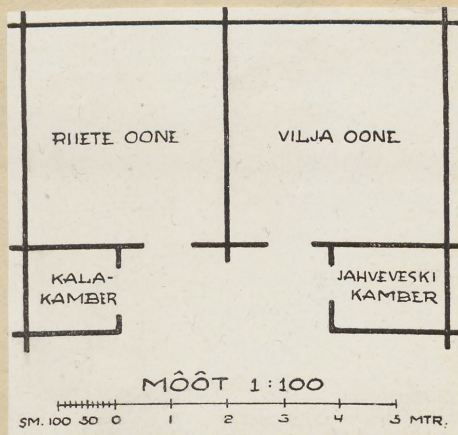 RIIETE OONE
VILJA OONE
KALA-
KAMBER
JAHVEVESKI
KAMBER
MÔÔT 1:100
SM. 100 50 0 1 2 3 4 5 MTR.